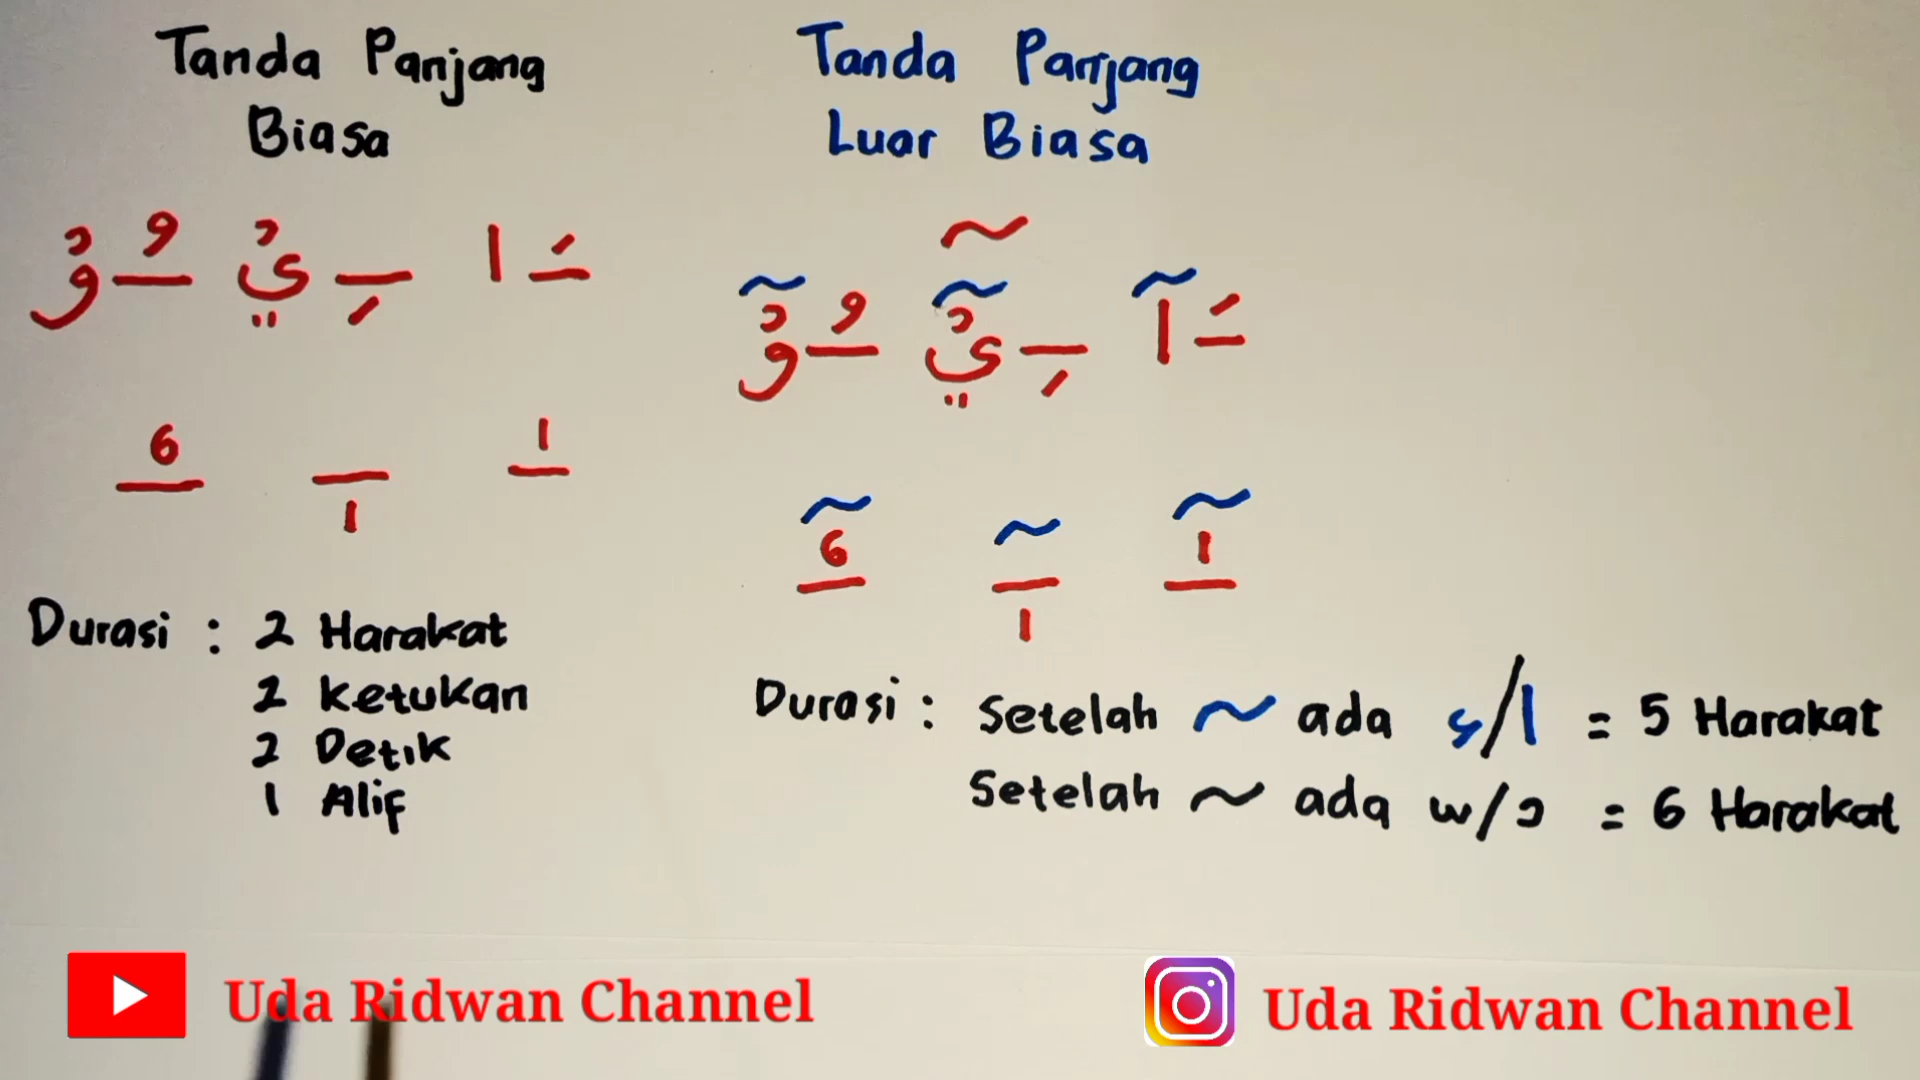 Tanda Panjang
Biasa
ـَ ا ـِ يْ ـُ وْ
Durasi : 2 Harakat
2 Ketukan
2 Detik
1 Alif
Tanda Panjang
Luar Biasa
~
ـَ آ ـِ يْ~ ـُ وْ~
Durasi : Setelah ~ ada ء/ا = 5 Harakat
Setelah ~ ada ّ/ْ = 6 Harakat
Uda Ridwan Channel
Uda Ridwan Channel